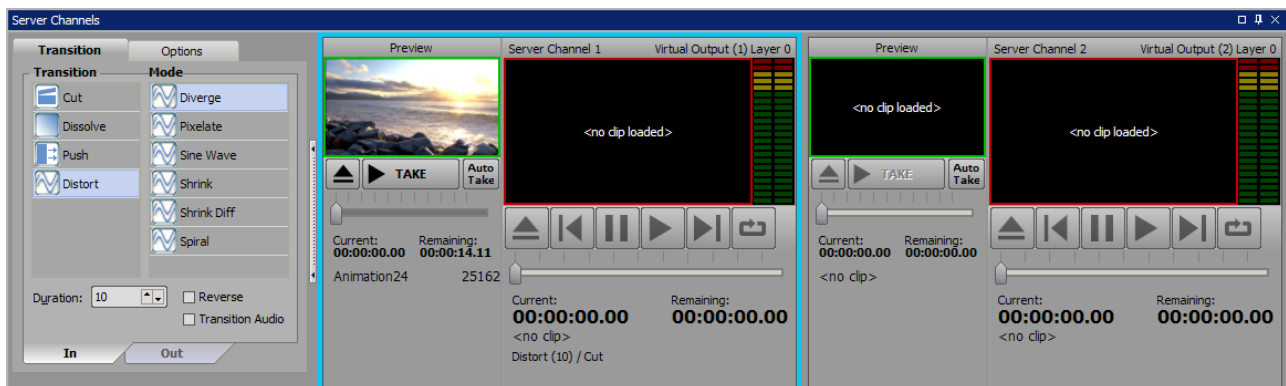 Server Channels
Transition Options
Transition Mode
Cut
Dissolve
Push
Distort
Diverge
Pixelate
Sine Wave
Shrink
Shrink Diff
Spiral
Duration: 10
Reverse
Transition Audio
In Out
Preview
TAKE
Auto Take
Current: Remaining:
00:00:00.00 00:00:14.11
Animation24 25162
Server Channel 1 Virtual Output (1) Layer 0
<no clip loaded>
Current: Remaining:
00:00:00.00 00:00:00.00
<no clip>
Distort (10) / Cut
Preview
<no clip loaded>
TAKE
Auto Take
Current: Remaining:
00:00:00.00 00:00:00.00
<no clip>
Server Channel 2 Virtual Output (2) Layer 0
<no clip loaded>
Current: Remaining:
00:00:00.00 00:00:00.00
<no clip>